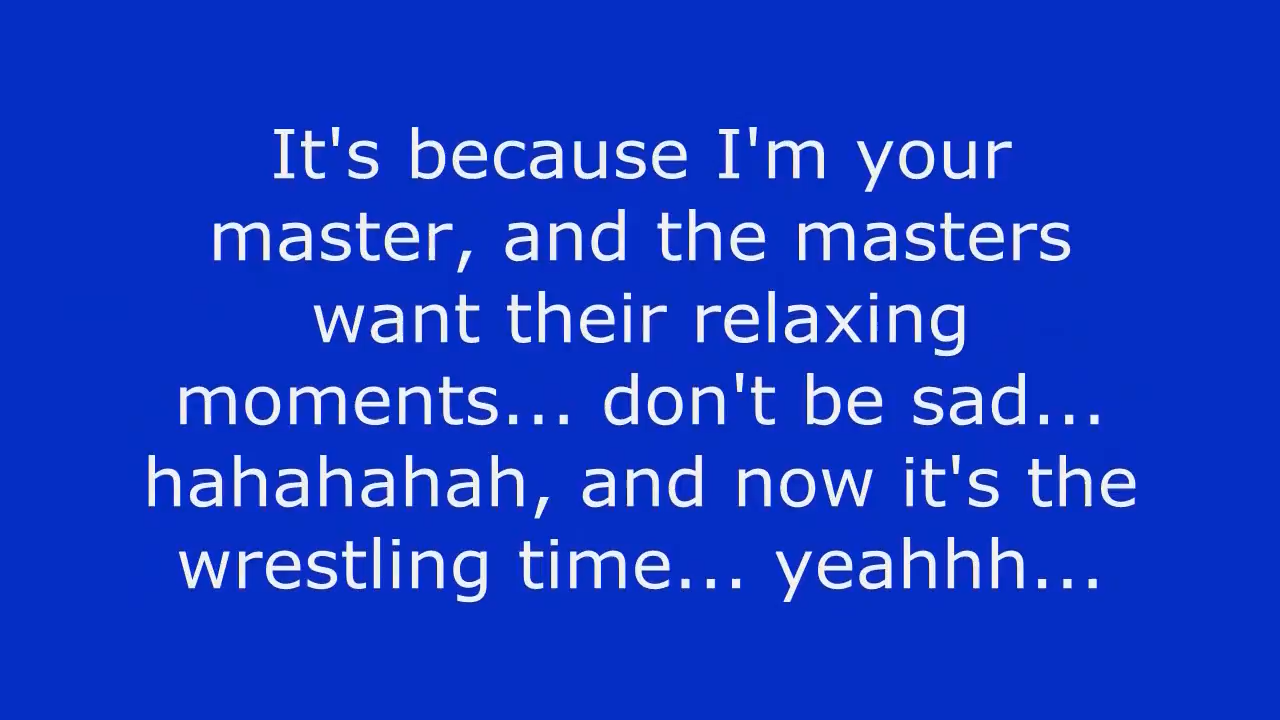 It's because I'm your
master, and the masters
want their relaxing
moments... don't be sad...
hahahahah, and now it's the
wrestling time... yeahhh...